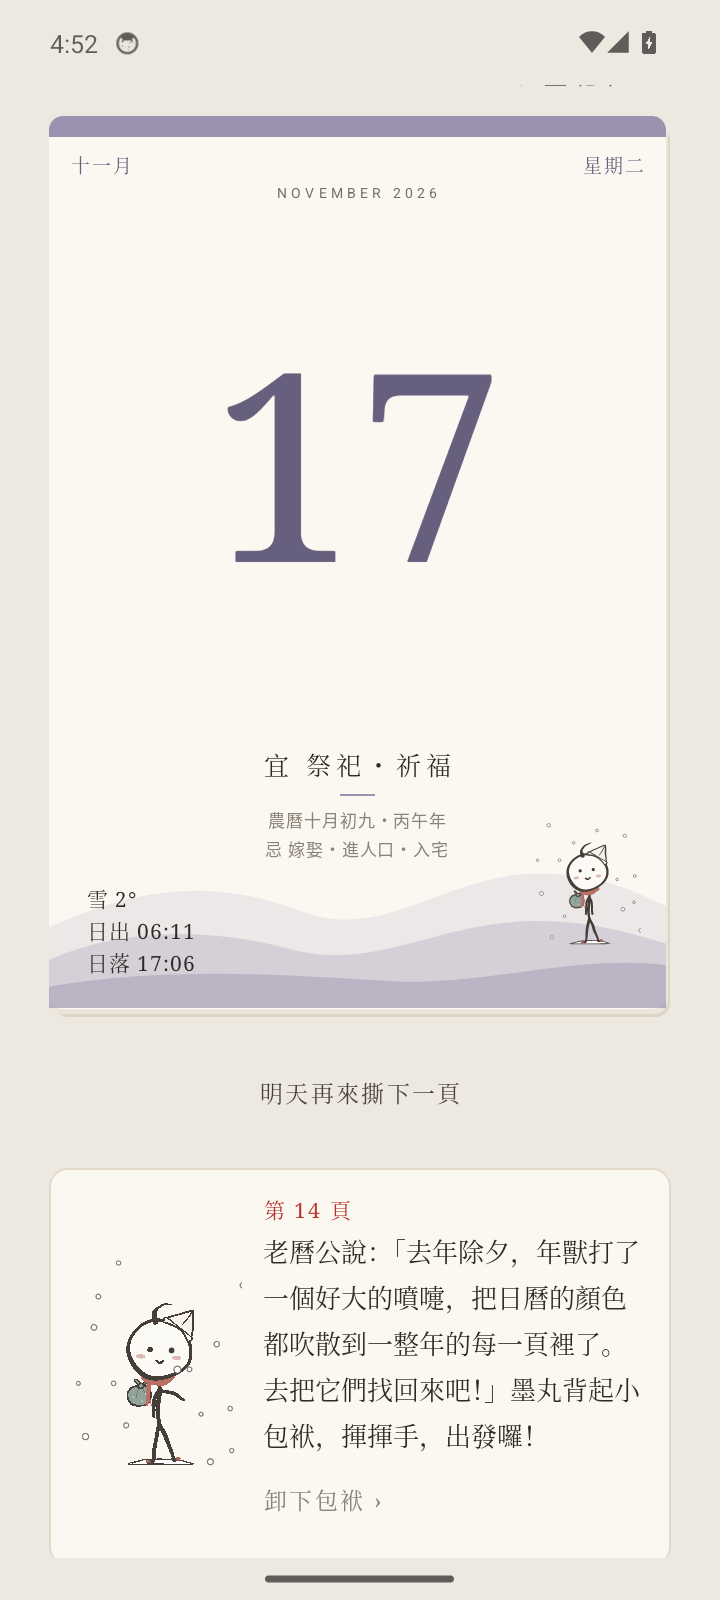 4:52
十一月
星期二
NOVEMBER 2026
17
宜 祭祀・祈福
農曆十月初九・丙午年
忌 嫁娶・進人口・入宅
雪 2°
日出 06:11
日落 17:06
明天再來撕下一頁
第 14 頁
老曆公說：「去年除夕，年獸打了
一個好大的噴嚏，把日曆的顏色
都吹散到一整年的每一頁裡了。
去把它們找回來吧！」墨丸背起小
包袱，揮揮手，出發囉！
卸下包袱 ›